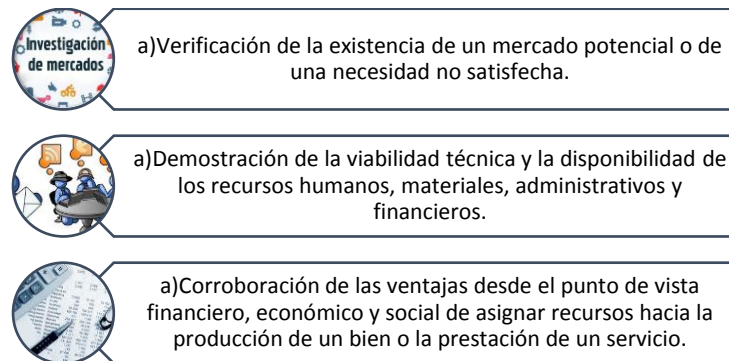 Investigación
de mercados
a)Verificación de la existencia de un mercado potencial o de
una necesidad no satisfecha.
a)Demostración de la viabilidad técnica y la disponibilidad de
los recursos humanos, materiales, administrativos y
financieros.
a)Corroboración de las ventajas desde el punto de vista
financiero, económico y social de asignar recursos hacia la
producción de un bien o la prestación de un servicio.